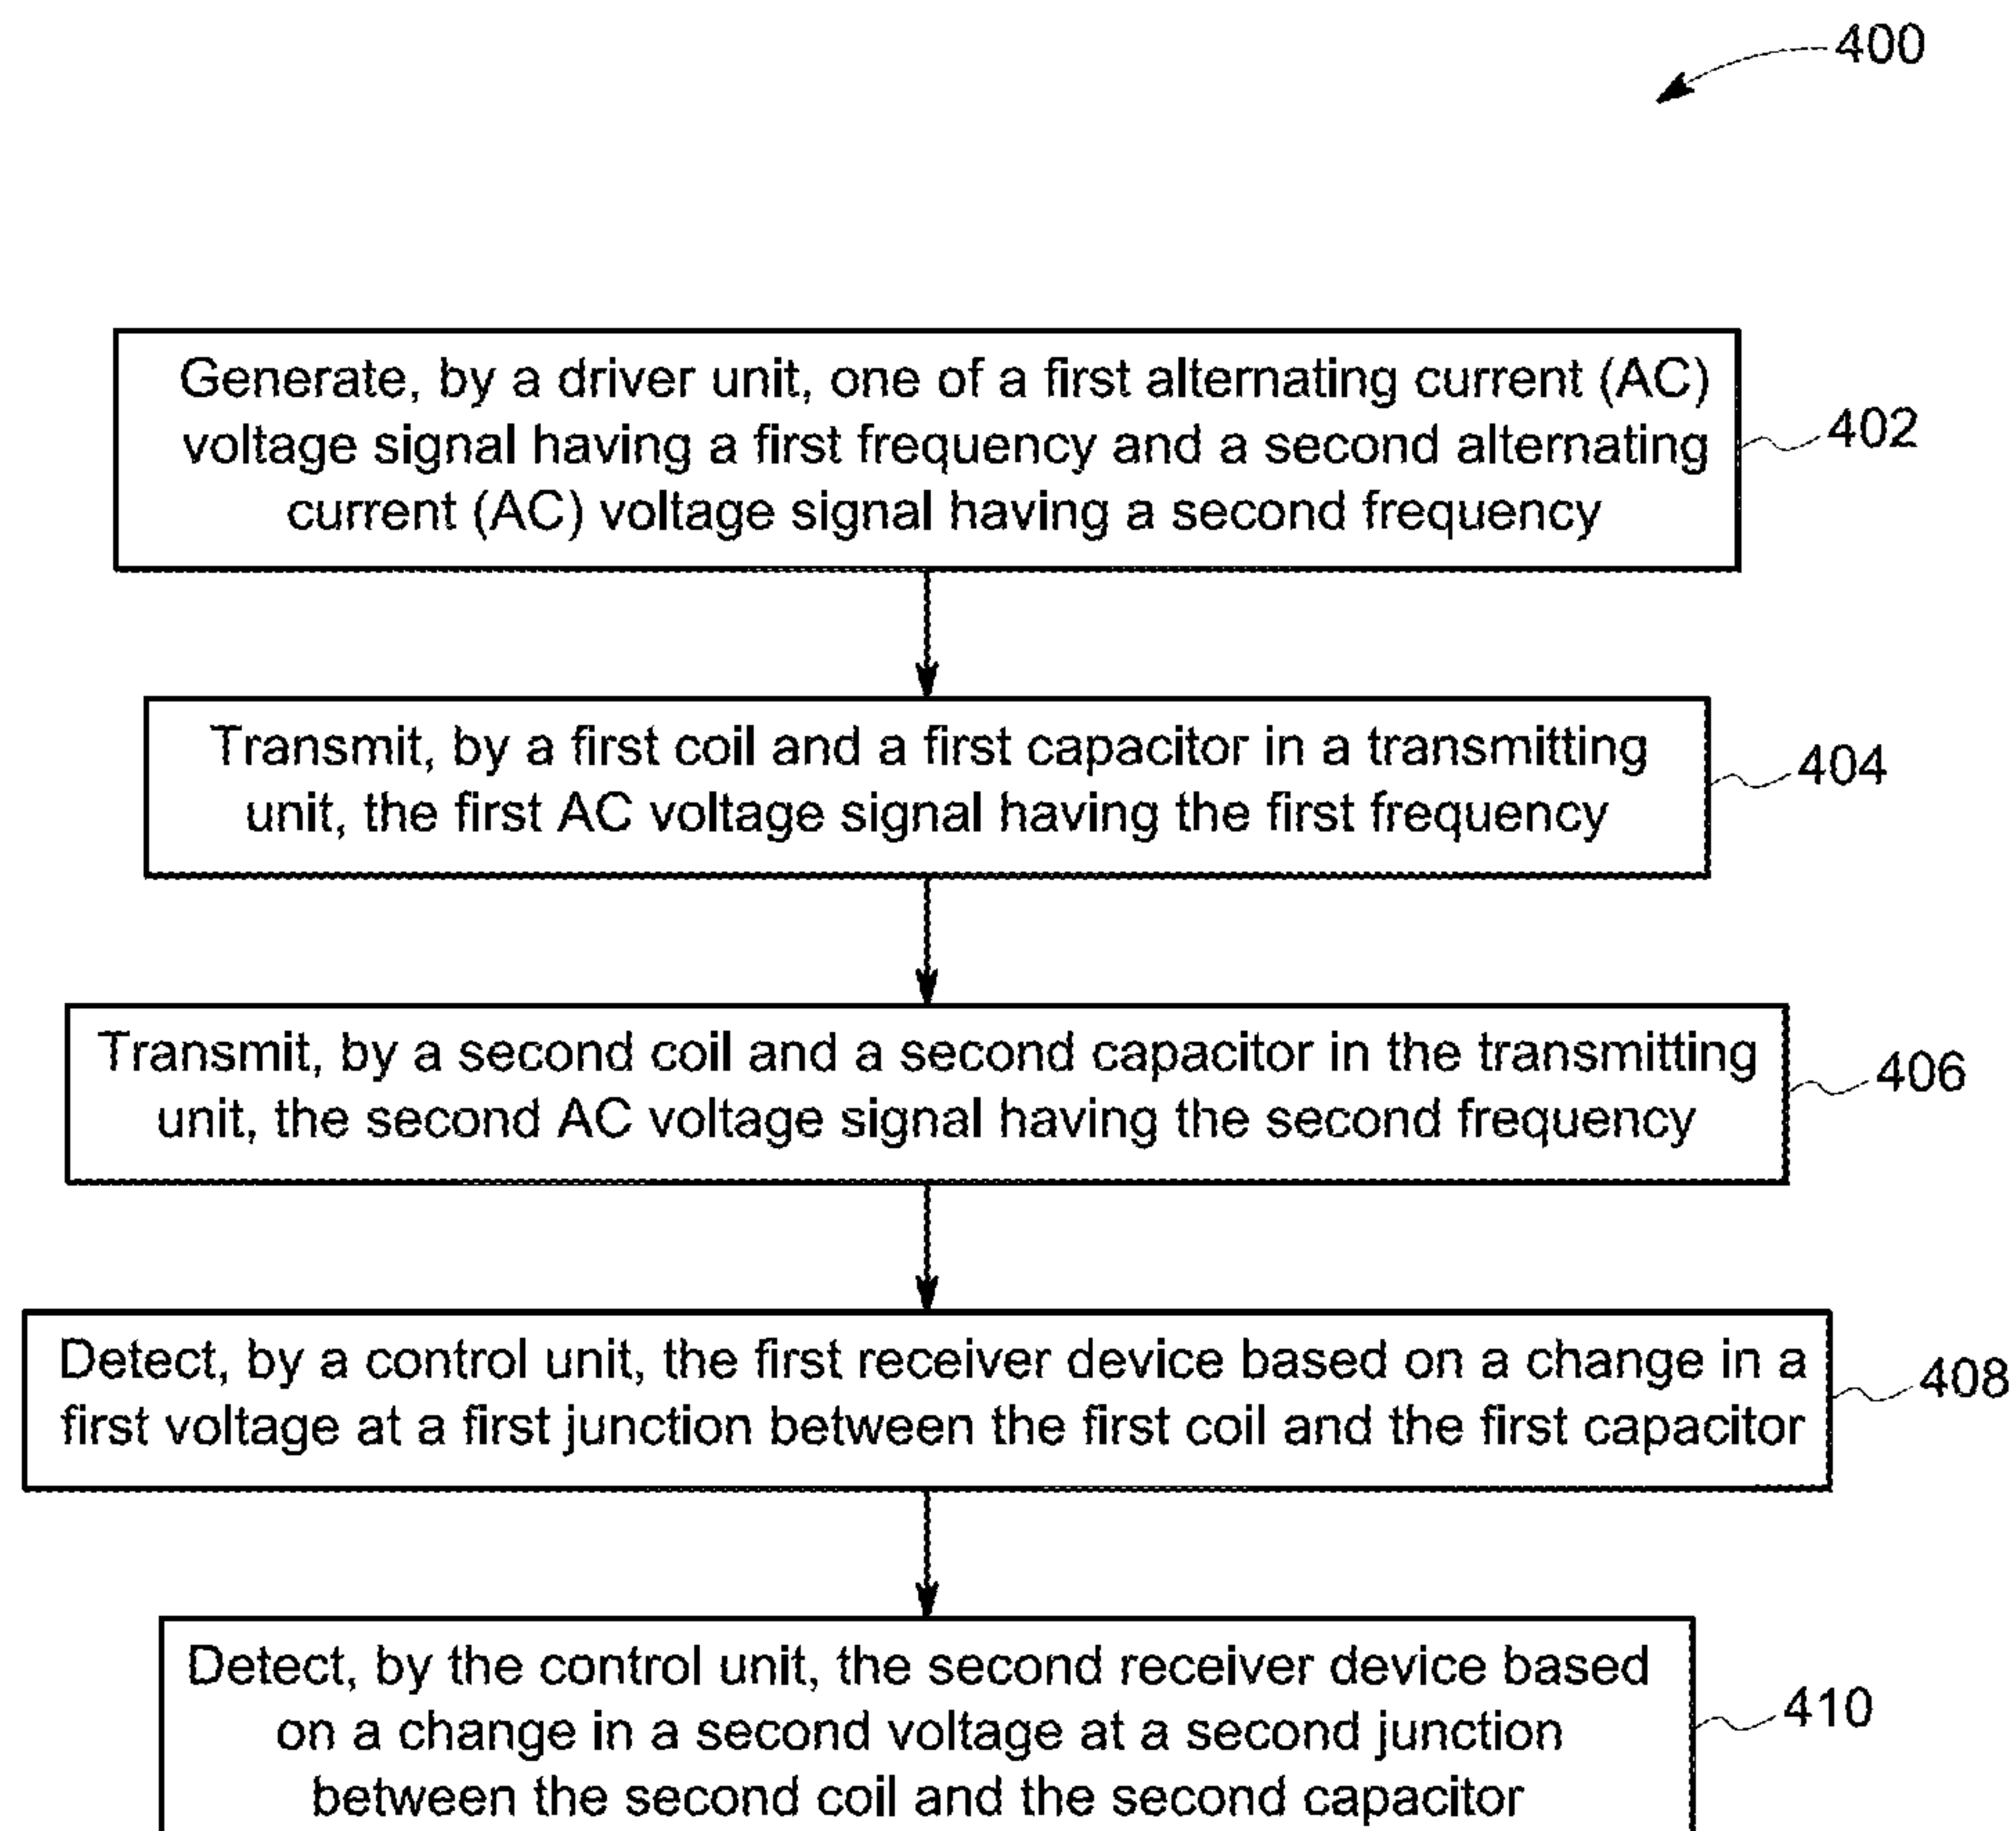 400
Generate, by a driver unit, one of a first alternating current (AC)
voltage signal having a first frequency and a second alternating
current (AC) voltage signal having a second frequency
402
Transmit, by a first coil and a first capacitor in a transmitting
unit, the first AC voltage signal having the first frequency
404
Transmit, by a second coil and a second capacitor in the transmitting
unit, the second AC voltage signal having the second frequency
406
Detect, by a control unit, the first receiver device based on a change in a
first voltage at a first junction between the first coil and the first capacitor
408
Detect, by the control unit, the second receiver device based
on a change in a second voltage at a second junction
between the second coil and the second capacitor
410